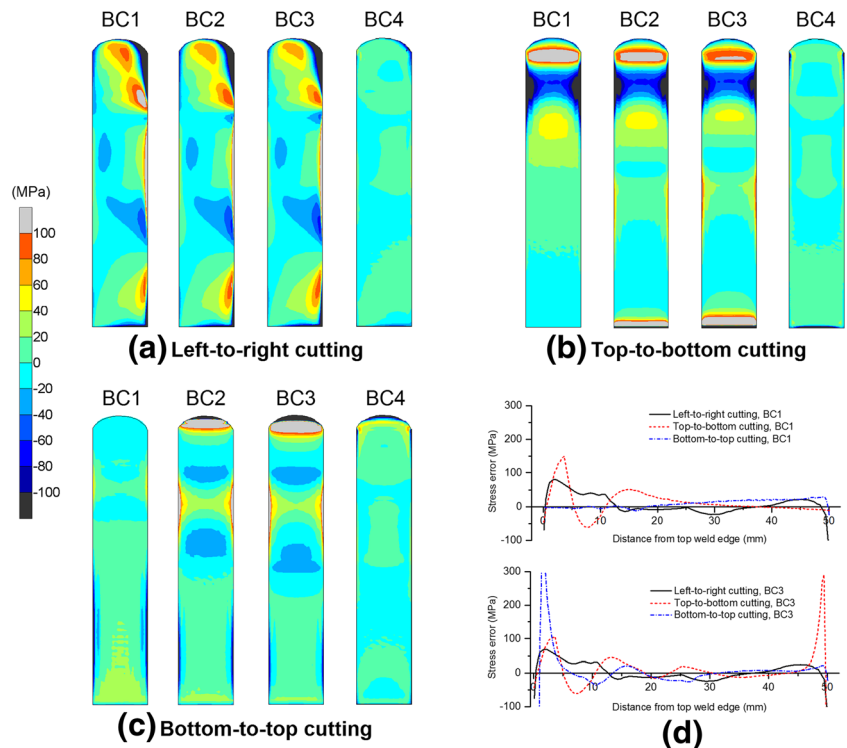 BC1 BC2 BC3 BC4
BC1 BC2 BC3 BC4
(MPa)
100
80
60
40
20
0
-20
-40
-60
-80
-100
(a) Left-to-right cutting
(b) Top-to-bottom cutting
BC1 BC2 BC3 BC4
(c) Bottom-to-top cutting
300
200
100
0
-100
Stress error (MPa)
Left-to-right cutting, BC1
Top-to-bottom cutting, BC1
Bottom-to-top cutting, BC1
0 10 20 30 40 50
Distance from top weld edge (mm)
300
200
100
0
-100
Stress error (MPa)
Left-to-right cutting, BC3
Top-to-bottom cutting, BC3
Bottom-to-top cutting, BC3
0 10 20 30 40 50
Distance from top weld edge (mm)
(d)